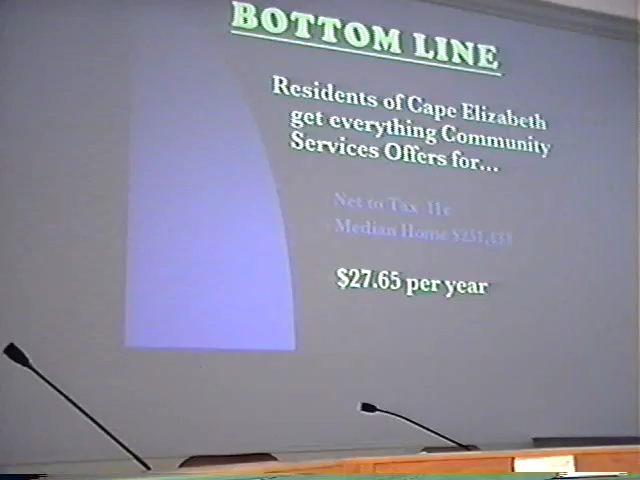 BOTTOM LINE
Residents of Cape Elizabeth
get everything Community
Services Offers for...
Net to Tax 11¢
Median Home
$27.65 per year